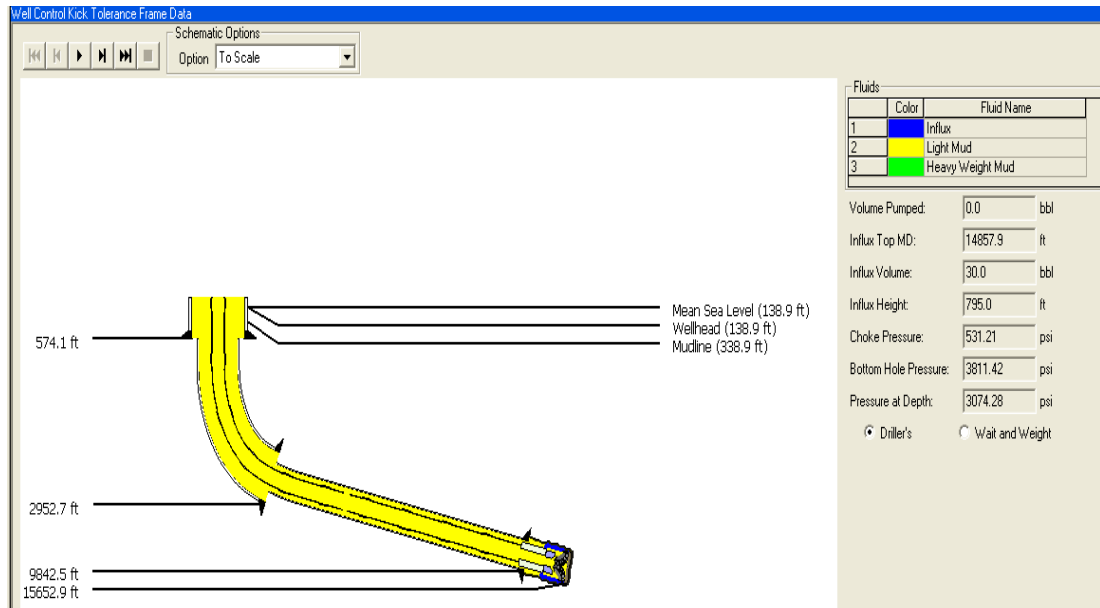 Well Control Kick Tolerance Frame Data
Schematic Options
Option To Scale
Fluids
Color Fluid Name
1 Influx
2 Light Mud
3 Heavy Weight Mud
Volume Pumped: 0.0 bbl
Influx Top MD: 14857.9 ft
Influx Volume: 30.0 bbl
Influx Height: 795.0 ft
Choke Pressure: 531.21 psi
Bottom Hole Pressure: 3811.42 psi
Pressure at Depth: 3074.28 psi
Driller's Wait and Weight
Mean Sea Level (138.9 ft)
Wellhead (138.9 ft)
Mudline (338.9 ft)
574.1 ft
2952.7 ft
9842.5 ft
15652.9 ft